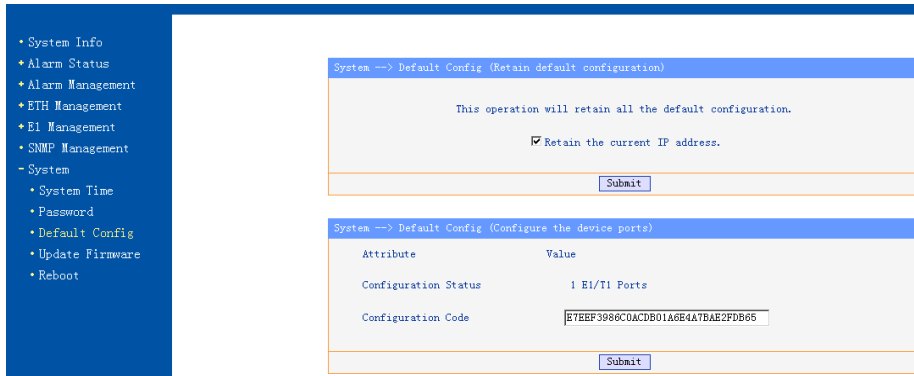 System Info
Alarm Status
Alarm Management
ETH Management
E1 Management
SNMP Management
System
System Time
Password
Default Config
Update Firmware
Reboot
System --> Default Config (Retain default configuration)
This operation will retain all the default configuration.
Retain the current IP address.
Submit
System --> Default Config (Configure the device ports)
Attribute Value
Configuration Status 1 E1/T1 Ports
Configuration Code E7EEF3986C0ACDB01A6E4A7BAE2FDB65
Submit